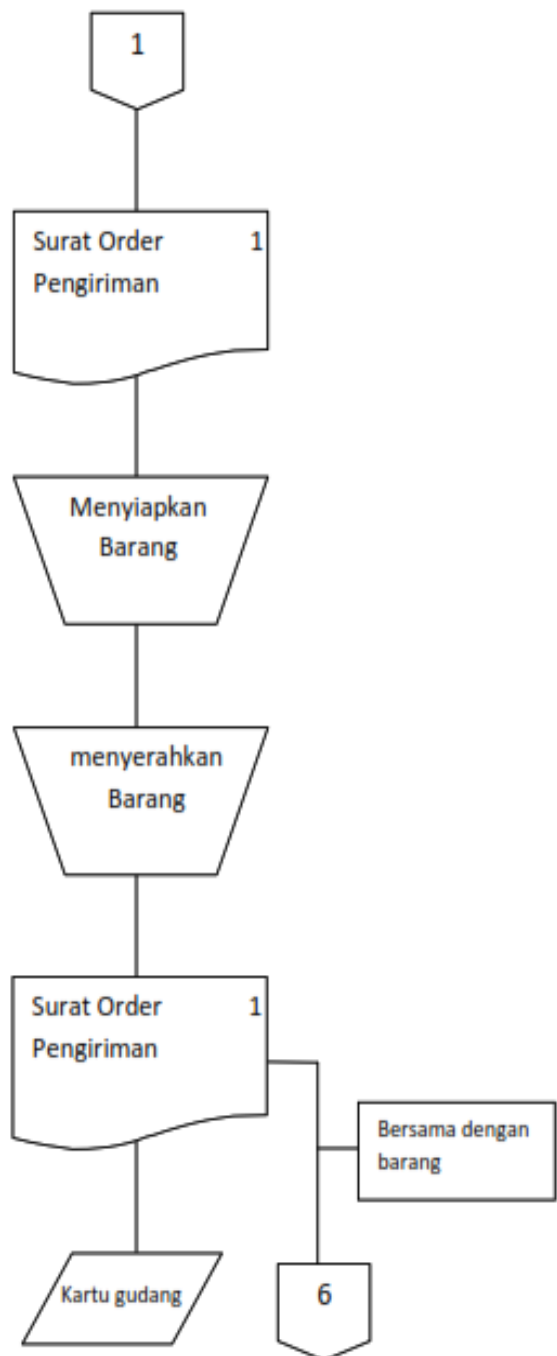 1
Surat Order 1
Pengiriman
Menyiapkan
Barang
menyerahkan
Barang
Surat Order 1
Pengiriman
Bersama dengan
barang
Kartu gudang
6